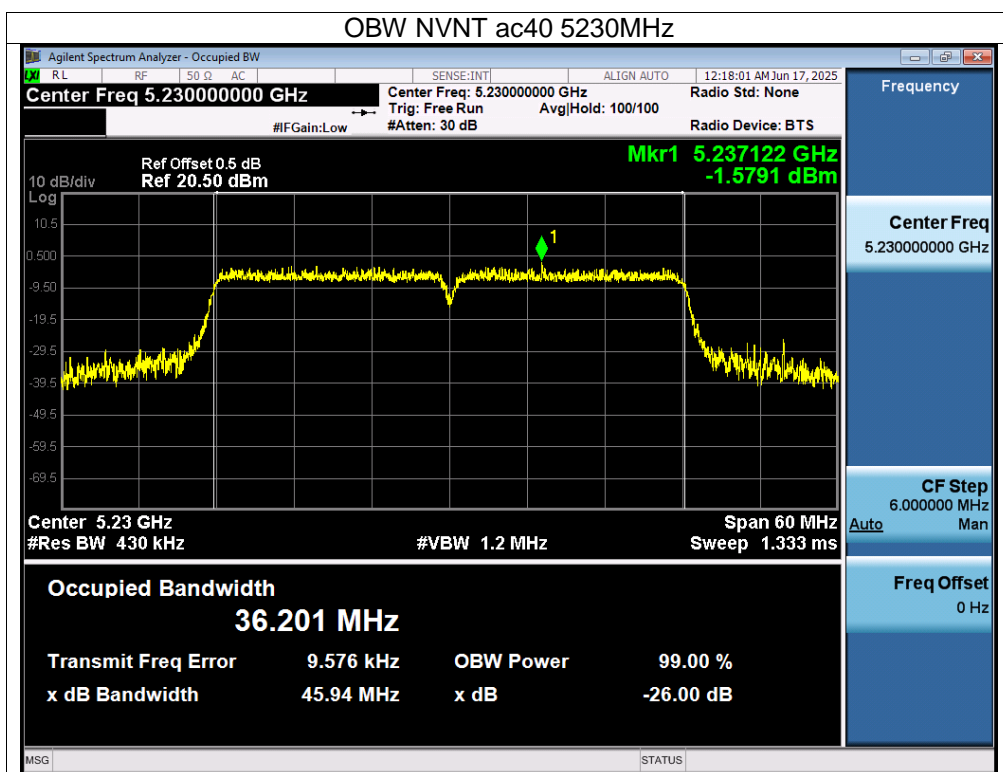 OBW NVNT ac40 5230MHz
Agilent Spectrum Analyzer - Occupied BW
LXI RL RF 50 Ω AC SENSE:INT ALIGN AUTO 12:18:01 AM Jun 17, 2025
Center Freq 5.230000000 GHz Center Freq: 5.230000000 GHz Radio Std: None
Trig: Free Run Avg|Hold: 100/100
#IFGain:Low #Atten: 30 dB Radio Device: BTS
Ref Offset 0.5 dB Mkr1 5.237122 GHz
10 dB/div Ref 20.50 dBm -1.5791 dBm
Log
10.5
1
0.500
-9.50
-19.5
-29.5
-39.5
-49.5
-59.5
-69.5
Center 5.23 GHz Span 60 MHz
#Res BW 430 kHz #VBW 1.2 MHz Sweep 1.333 ms
Occupied Bandwidth
36.201 MHz
Transmit Freq Error 9.576 kHz OBW Power 99.00 %
x dB Bandwidth 45.94 MHz x dB -26.00 dB
MSG STATUS
Frequency
Center Freq
5.230000000 GHz
CF Step
6.000000 MHz
Auto Man
Freq Offset
0 Hz